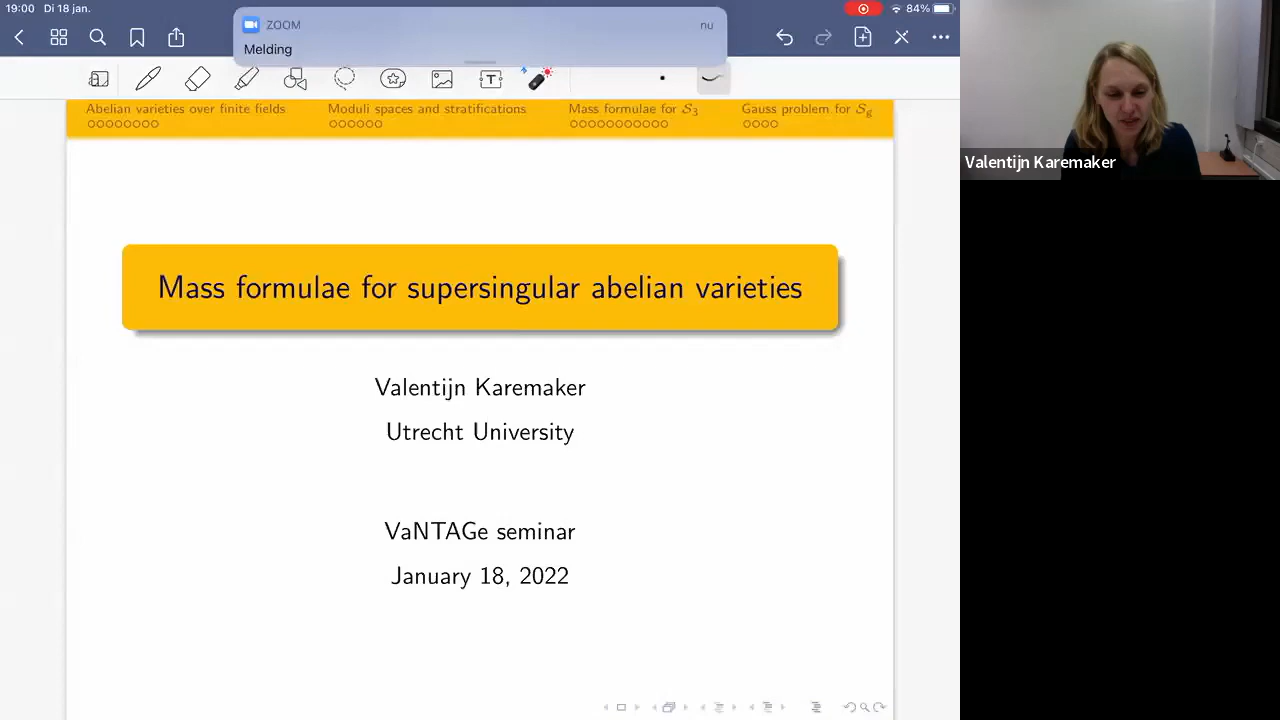 19:00 Di 18 jan.
84%
ZOOM
nu
Melding
T
Abelian varieties over finite fields
Moduli spaces and stratifications
Mass formulae for S₃
Gauss problem for S_g
Mass formulae for supersingular abelian varieties
Valentijn Karemaker
Utrecht University
VaNTAGe seminar
January 18, 2022
Valentijn Karemaker